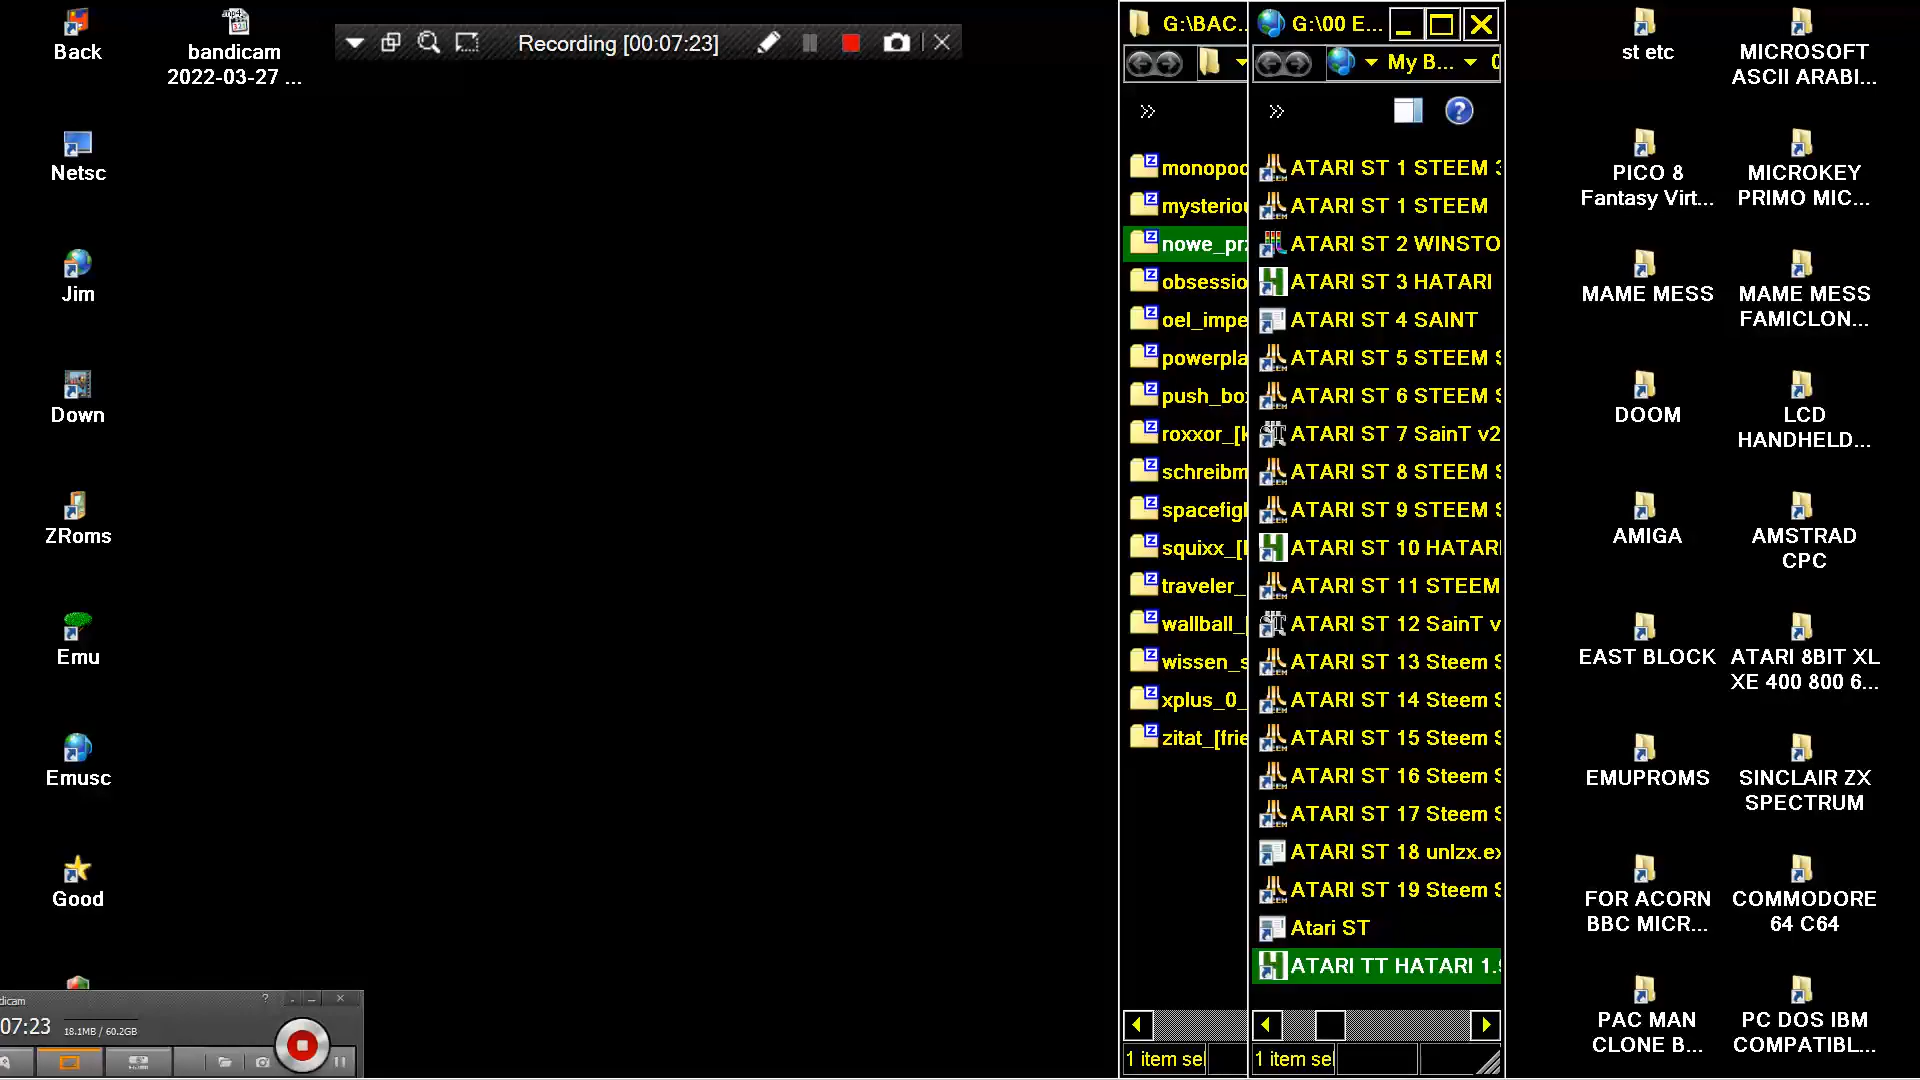 Back
bandicam
2022-03-27 ...
Netsc
Jim
Down
ZRoms
Emu
Emusc
Good
Recording [00:07:23]
dicam
07:23
18.1MB / 60.2GB
G:\BAC...
monopoo
mysteriou
nowe_prz
obsessio
oel_impe
powerpla
push_box
roxxor_[k
schreibm
spacefigh
squixx_[
traveler_
wallball_[
wissen_s
xplus_0_
zitat_[frie
1 item sel
G:\00 E...
My B...
ATARI ST 1 STEEM 3
ATARI ST 1 STEEM
ATARI ST 2 WINSTO
ATARI ST 3 HATARI
ATARI ST 4 SAINT
ATARI ST 5 STEEM S
ATARI ST 6 STEEM S
ATARI ST 7 SainT v2
ATARI ST 8 STEEM S
ATARI ST 9 STEEM S
ATARI ST 10 HATARI
ATARI ST 11 STEEM
ATARI ST 12 SainT v
ATARI ST 13 Steem S
ATARI ST 14 Steem S
ATARI ST 15 Steem S
ATARI ST 16 Steem S
ATARI ST 17 Steem S
ATARI ST 18 unlzx.ex
ATARI ST 19 Steem S
Atari ST
ATARI TT HATARI 1.9
1 item sel
st etc
PICO 8
Fantasy Virt...
MAME MESS
DOOM
AMIGA
EAST BLOCK
EMUPROMS
FOR ACORN
BBC MICR...
PAC MAN
CLONE B...
MICROSOFT
ASCII ARABI...
MICROKEY
PRIMO MIC...
MAME MESS
FAMICLON...
LCD
HANDHELD...
AMSTRAD
CPC
ATARI 8BIT XL
XE 400 800 6...
SINCLAIR ZX
SPECTRUM
COMMODORE
64 C64
PC DOS IBM
COMPATIBL...